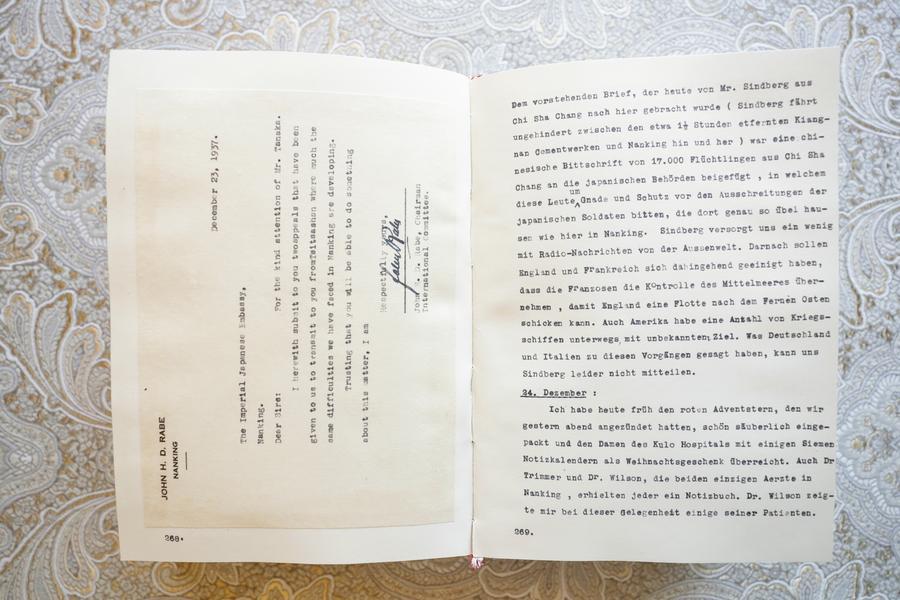 JOHN H. D. RABE
NANKING
December 23, 1937.
The Imperial Japanese Embassy,
Nanking.
For the kind attention of Mr. Tanaka.
Dear Sirs:
I herewith submit to you two appeals that have been
given to us to transmit to you from Tsitsashan where much the
same difficulties we have faced in Nanking are developing.
Trusting that you will be able to do something
about this matter, I am
Respectfully yours,
John H. D. Rabe, Chairman
International Committee.
268.
Dem vorstehenden Brief, der heute von Mr. Sindberg aus
Chi Sha Chang nach hier gebracht wurde ( Sindberg fährt
ungehindert zwischen den etwa 1½ Stunden etfernten Kiang-
nan Cementwerken und Nanking hin und her ) war eine chi-
nesische Bittschrift von 17.000 Flüchtlingen aus Chi Sha
Chang an die japanischen Behörden beigefügt , in welchem
diese Leute um Gnade und Schutz vor den Ausschreitungen der
japanischen Soldaten bitten, die dort genau so übel hau-
sen wie hier in Nanking. Sindberg versorgt uns ein wenig
mit Radio-Nachrichten von der Aussenwelt. Darnach sollen
England und Frankreich sich dahingehend geeinigt haben,
dass die Franzosen die Kontrolle des Mittelmeeres über-
nehmen , damit England eine Flotte nach dem Fernen Osten
schicken kann. Auch Amerika habe eine Anzahl von Kriegs-
schiffen unterwegs mit unbekanntem Ziel. Was Deutschland
und Italien zu diesen Vorgängen gesagt haben, kann uns
Sindberg leider nicht mitteilen.
24. Dezember :
Ich habe heute früh den roten Adventstern, den wir
gestern abend angezündet hatten, schön säuberlich einge-
packt und den Damen des Kulo Hospitals mit einigen Siemen
Notizkalendern als Weihnachtsgeschenk überreicht. Auch Dr
Trimmer und Dr. Wilson, die beiden einzigen Aerzte in
Nanking , erhielten jeder ein Notizbuch. Dr. Wilson zeig-
te mir bei dieser Gelegenheit einige seiner Patienten.
269.